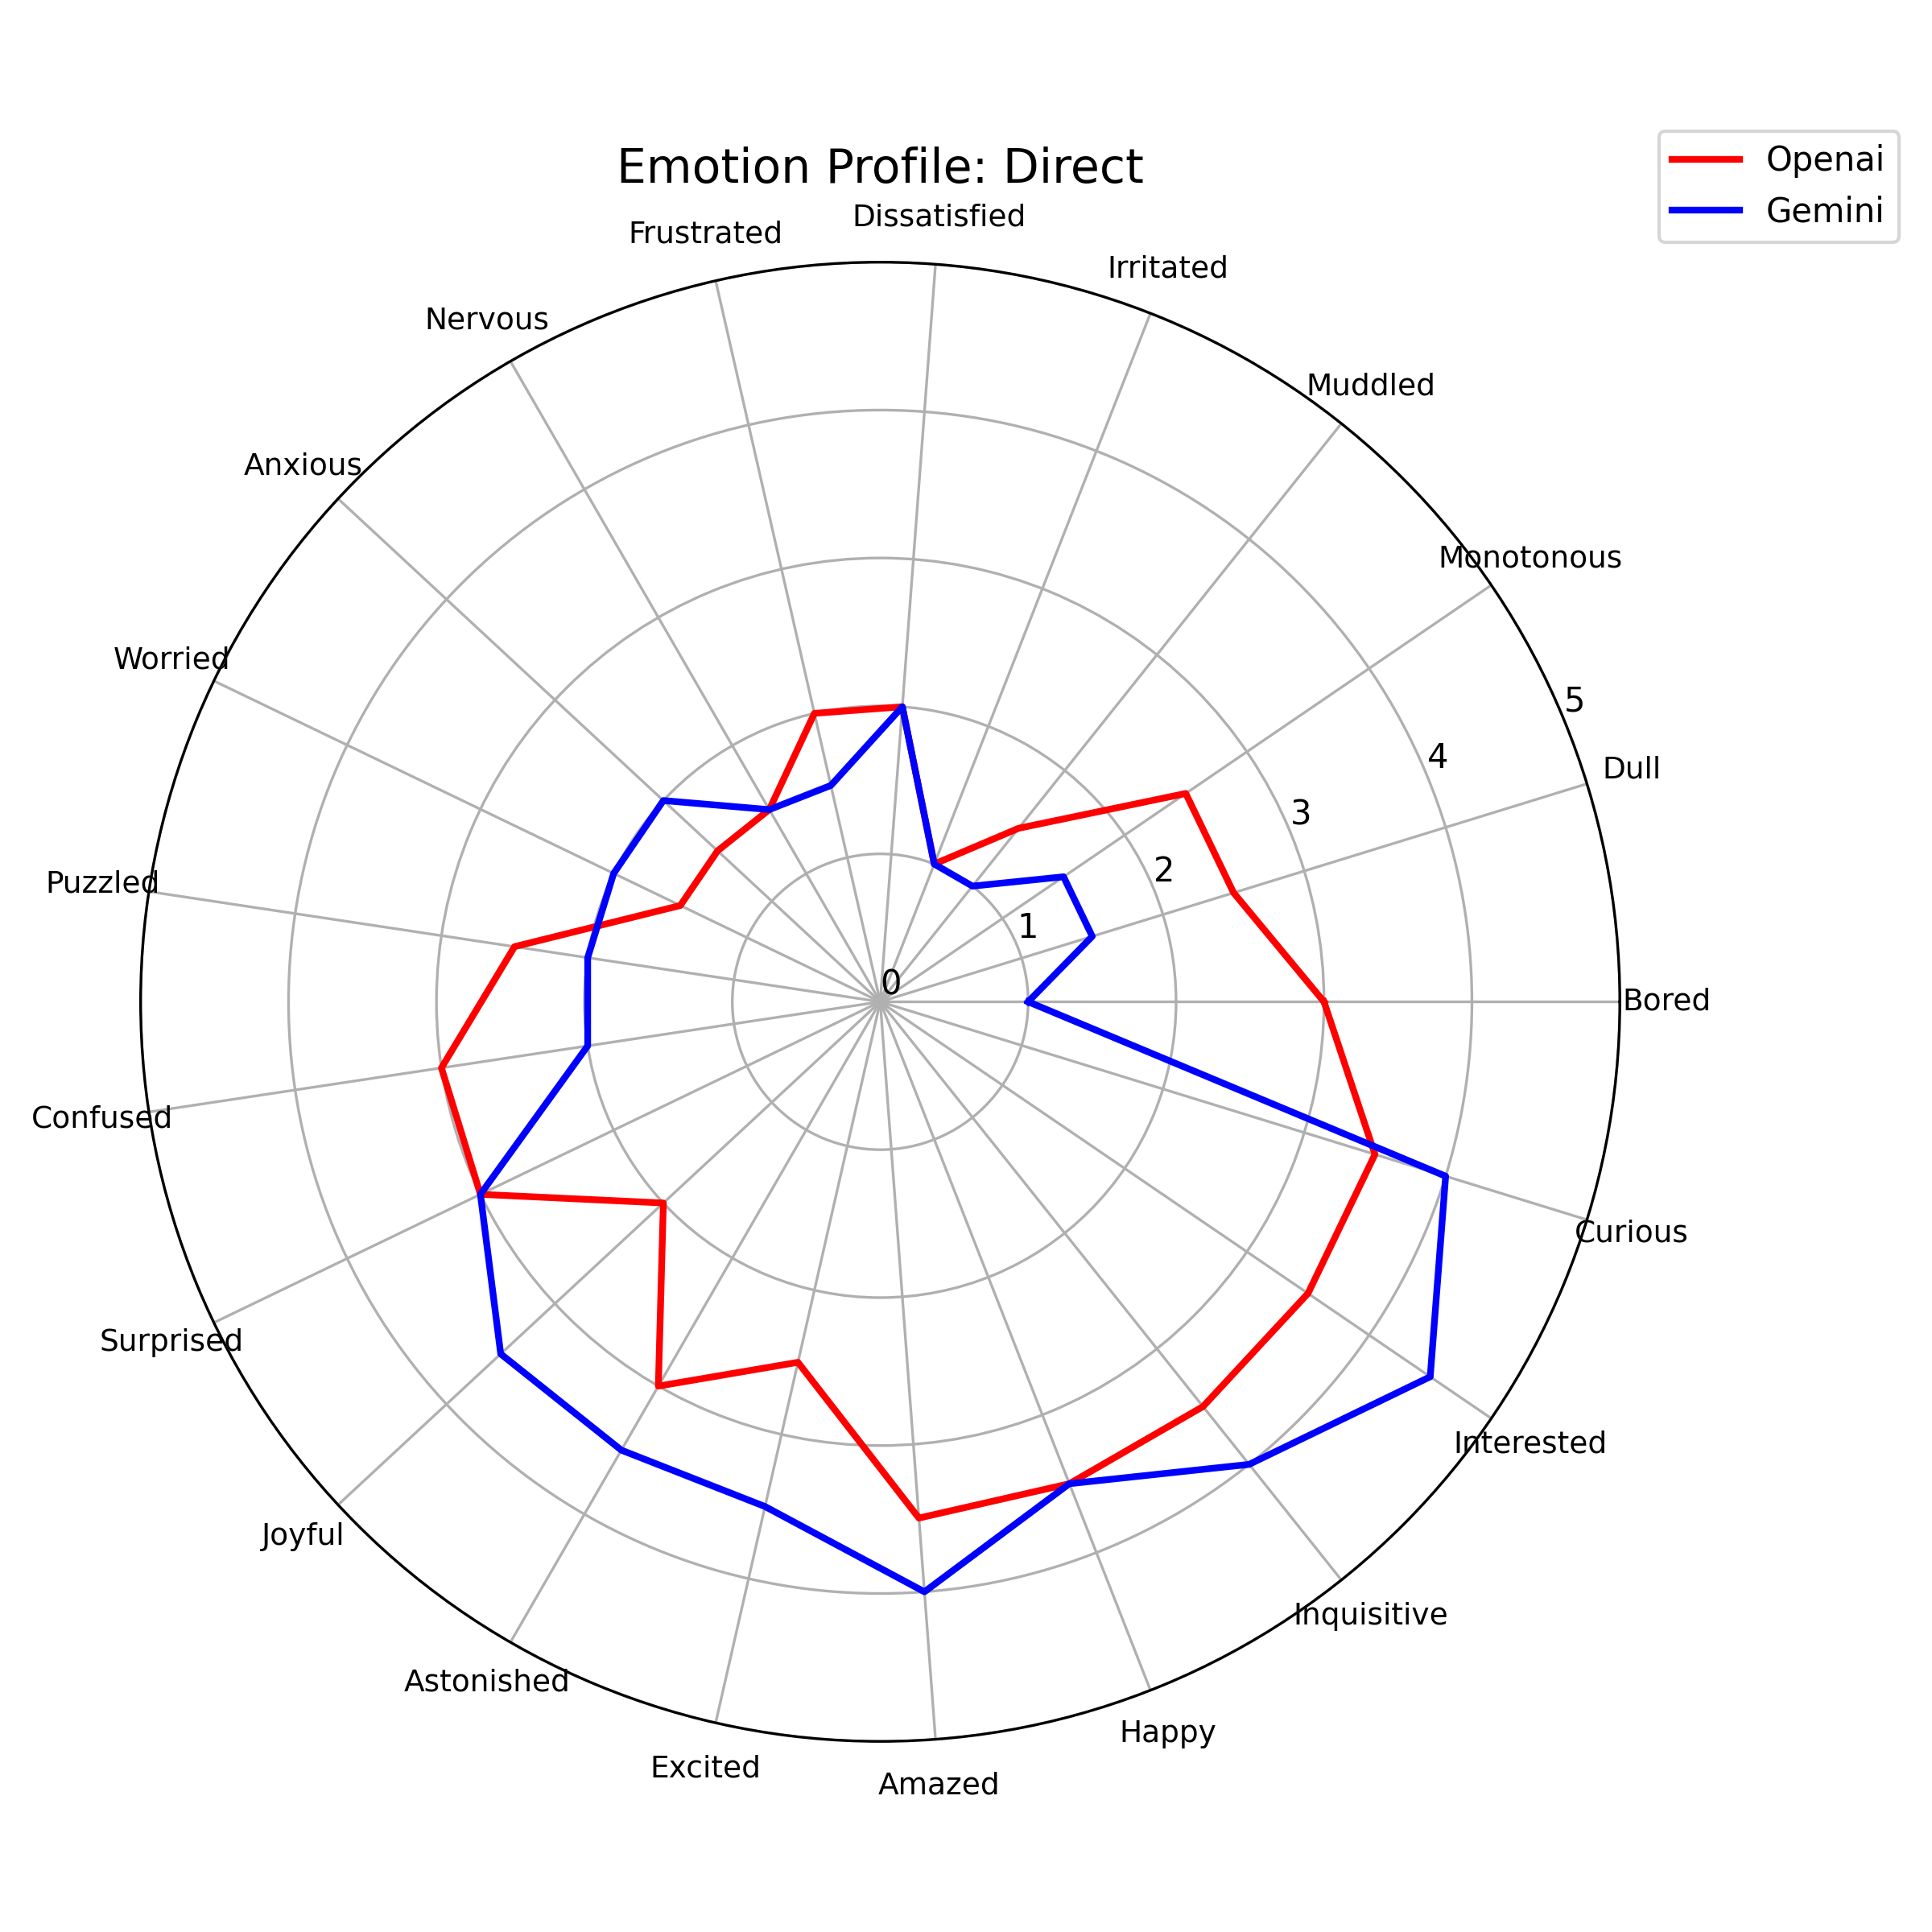 Emotion Profile: Direct
Openai
Gemini
Dissatisfied
Frustrated
Irritated
Nervous
Muddled
Anxious
Monotonous
Worried
5
4
Dull
3
2
Puzzled
1
0
Bored
Confused
Curious
Surprised
Interested
Joyful
Inquisitive
Astonished
Happy
Excited
Amazed